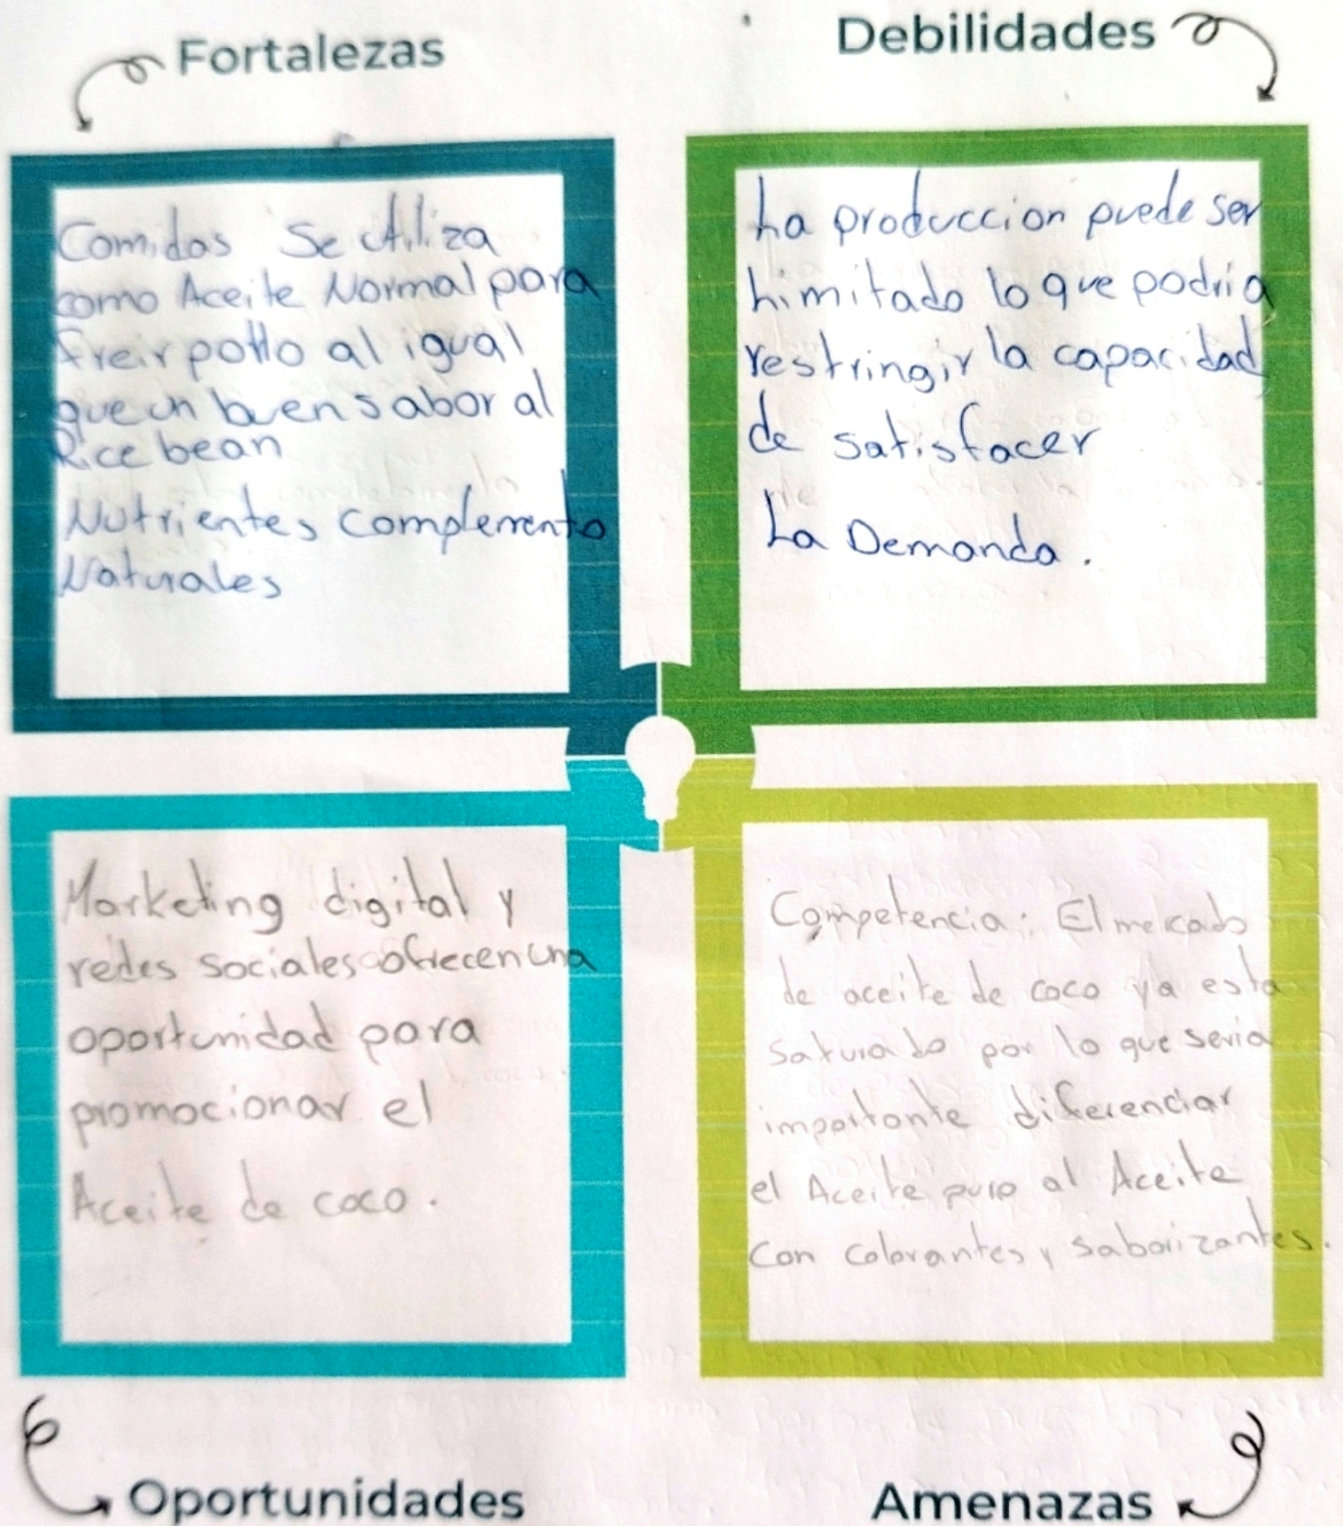 Fortalezas
Comidas Se utiliza
como Aceite Normal para
freir pollo al igual
que un buen sabor al
Rice bean
Nutrientes complemento
Naturales
Debilidades
La produccion puede ser
limitado lo que podria
restringir la capacidad
de satisfacer
La Demanda.
Marketing digital y
redes sociales ofrecen una
oportunidad para
promocionar el
Aceite de coco.
Oportunidades
Competencia: El mercado
de aceite de coco ya esta
saturado por lo que seria
importante diferenciar
el Aceite puro al Aceite
con colorantes y saborizantes.
Amenazas